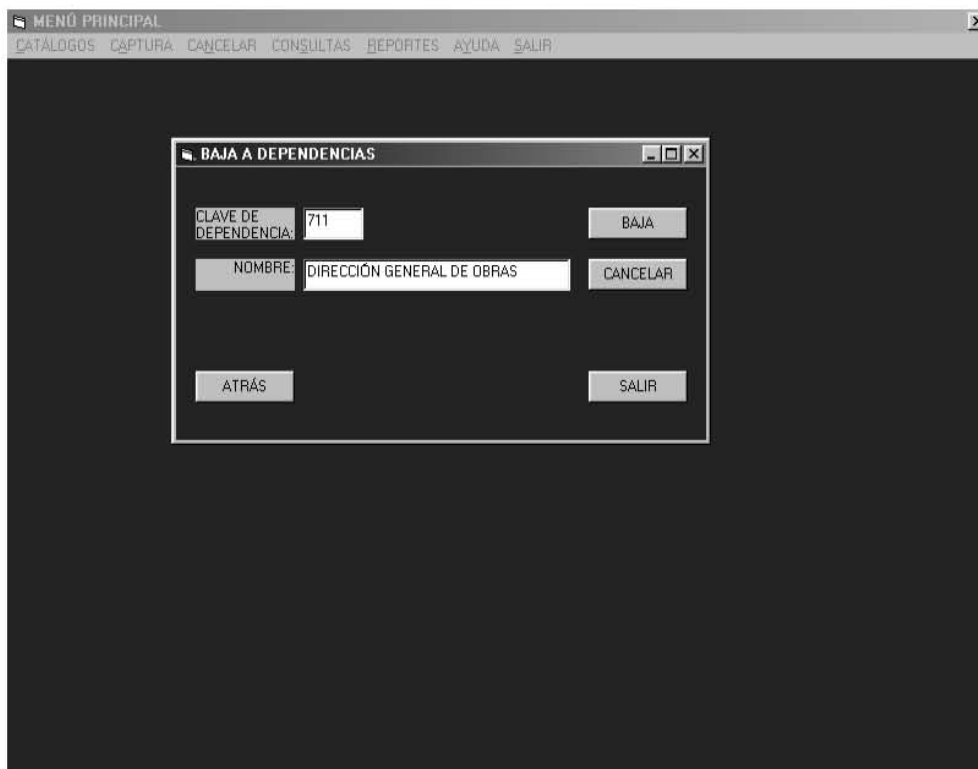 MENÚ PRINCIPAL
CATÁLOGOS CAPTURA CANCELAR CONSULTAS REPORTES AYUDA SALIR
BAJA A DEPENDENCIAS
CLAVE DE
DEPENDENCIA:
711
BAJA
NOMBRE:
DIRECCIÓN GENERAL DE OBRAS
CANCELAR
ATRÁS
SALIR